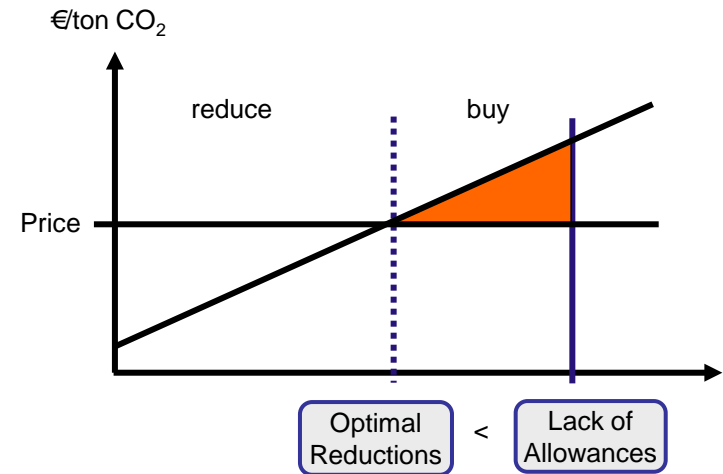 €/ton CO₂
reduce
buy
Price
Optimal
Reductions
<
Lack of
Allowances